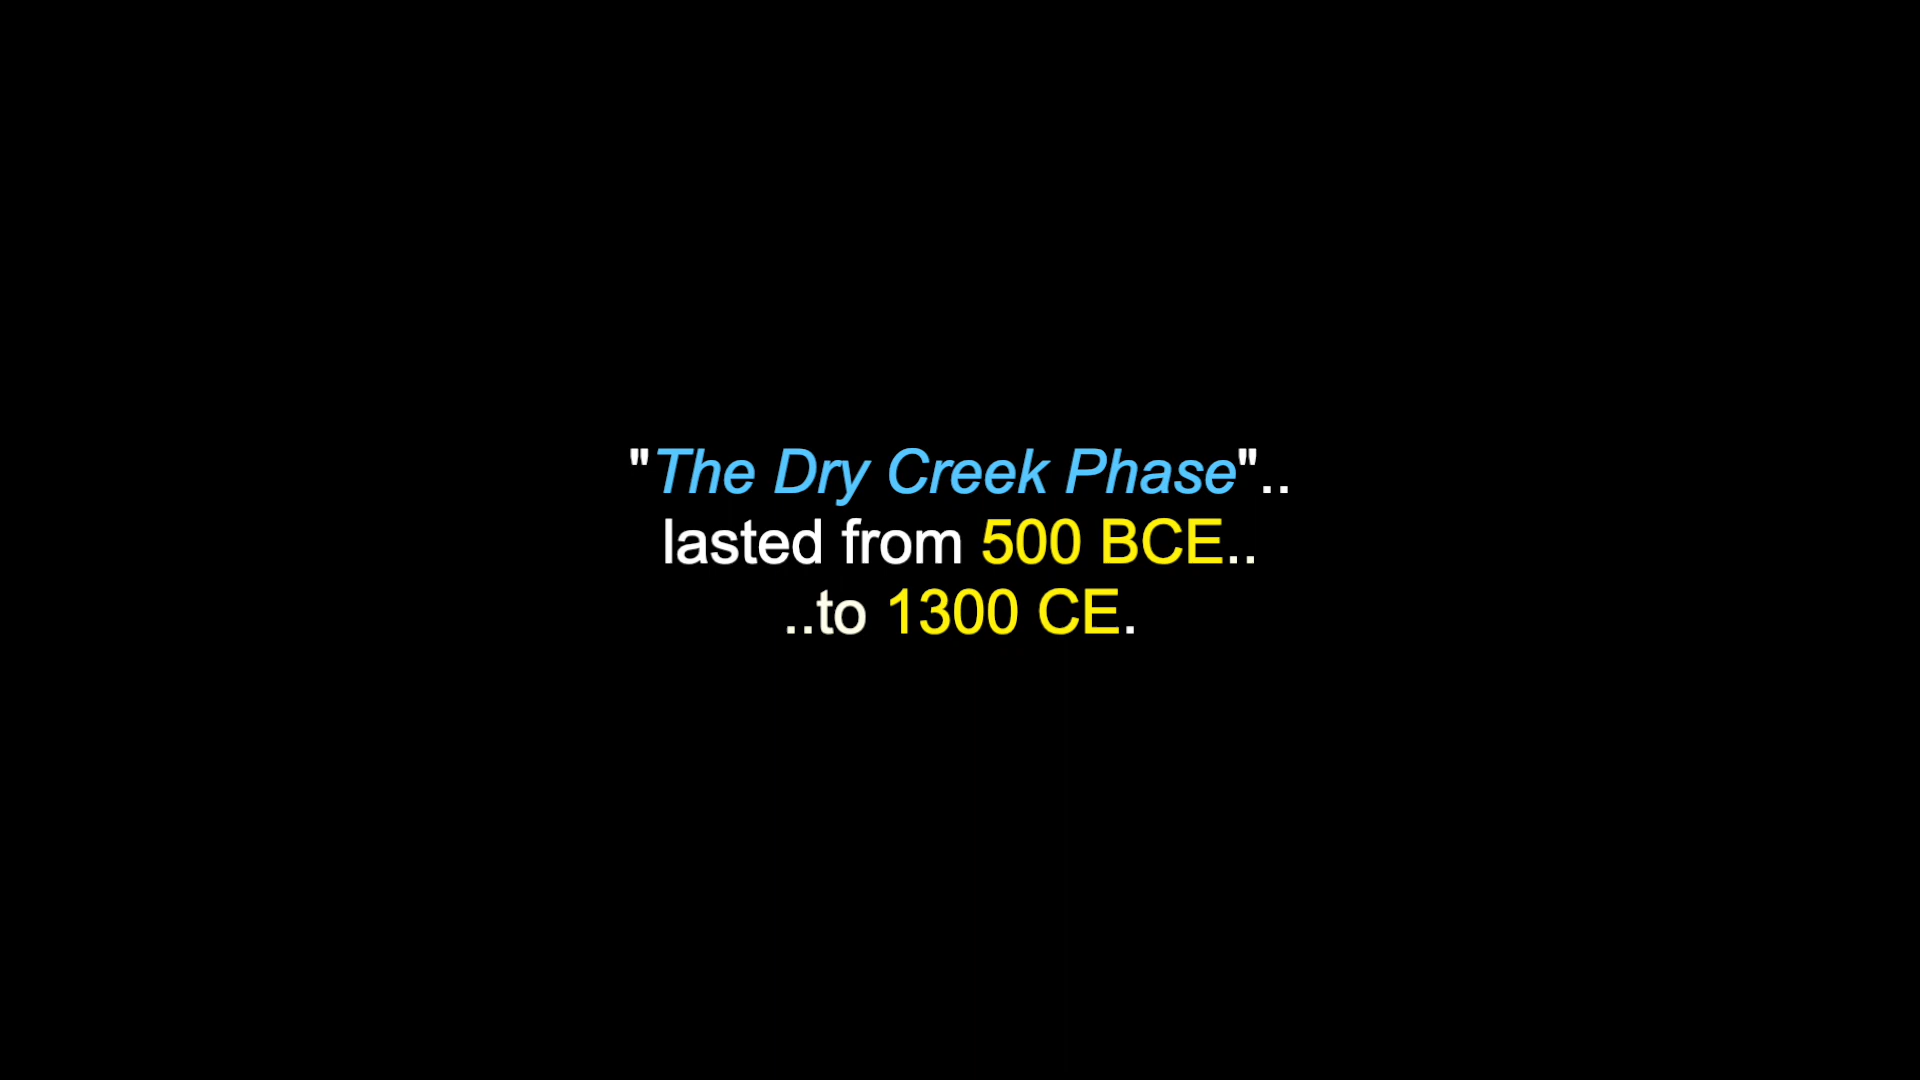 "The Dry Creek Phase"..
lasted from 500 BCE..
..to 1300 CE.